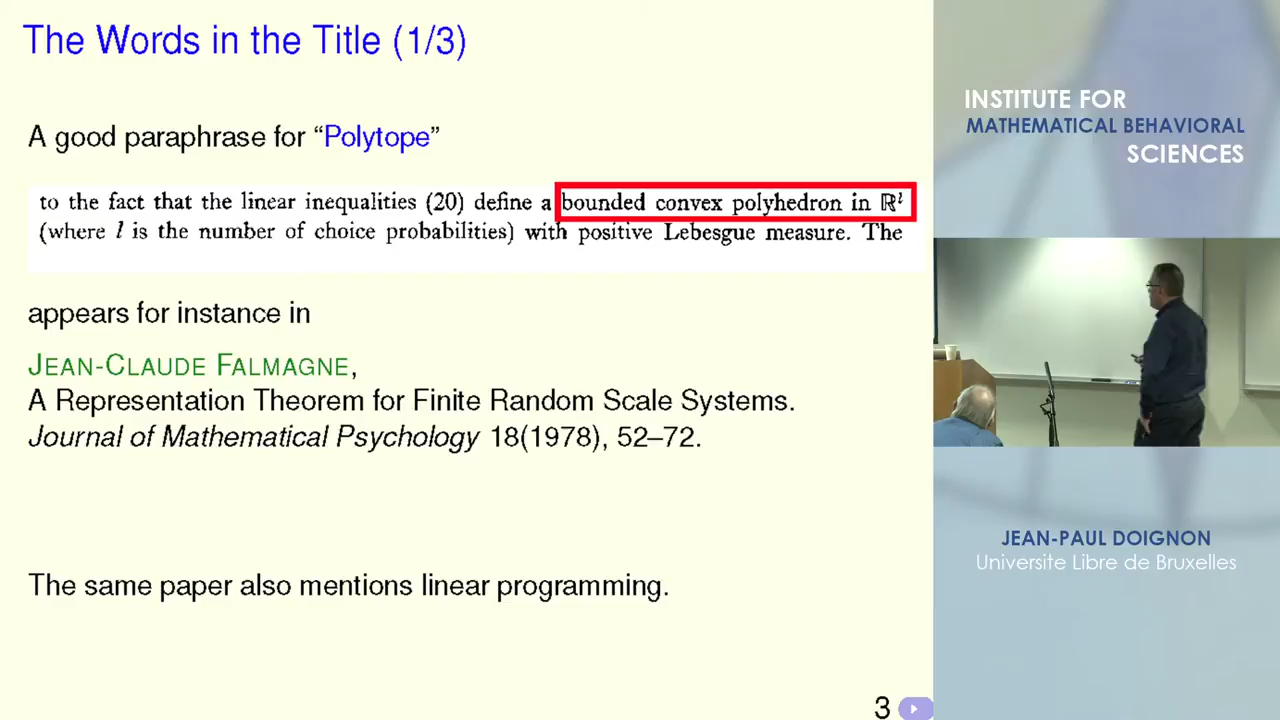 The Words in the Title (1/3)
A good paraphrase for “Polytope”
to the fact that the linear inequalities (20) define a bounded convex polyhedron in ℝˡ
(where l is the number of choice probabilities) with positive Lebesgue measure. The
appears for instance in
JEAN-CLAUDE FALMAGNE,
A Representation Theorem for Finite Random Scale Systems.
Journal of Mathematical Psychology 18(1978), 52–72.
The same paper also mentions linear programming.
3
INSTITUTE FOR
MATHEMATICAL BEHAVIORAL
SCIENCES
JEAN-PAUL DOIGNON
Universite Libre de Bruxelles